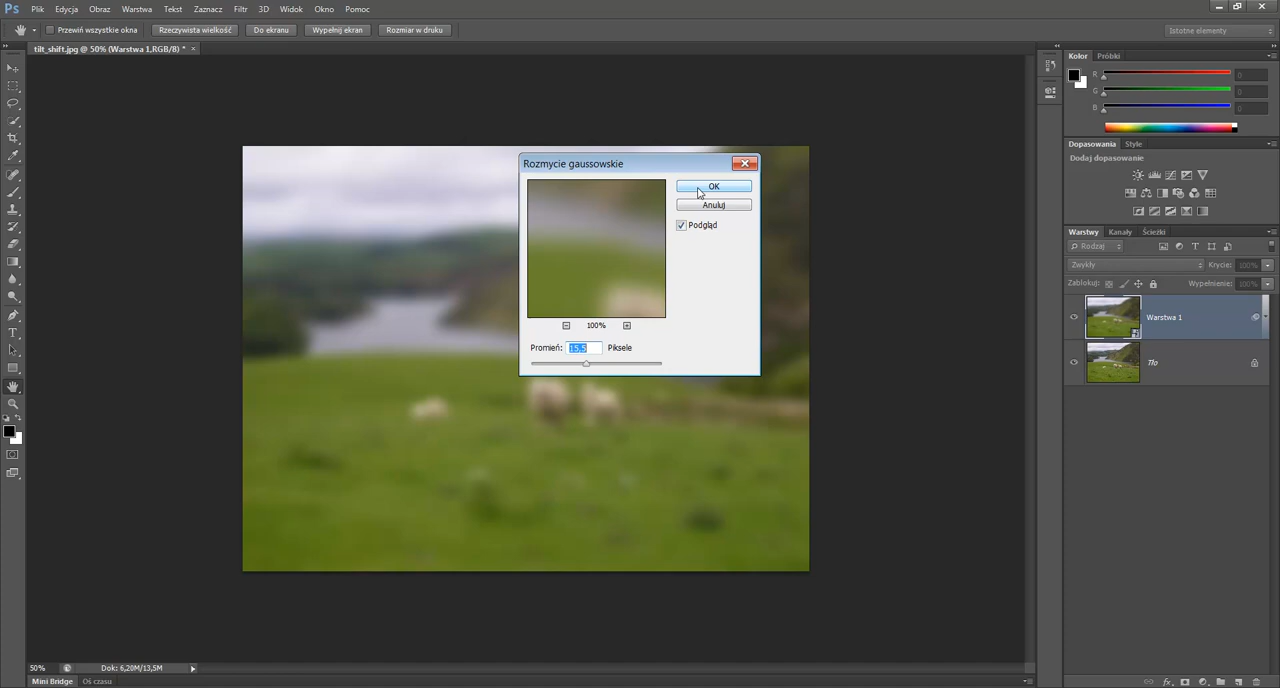 Ps Plik Edycja Obraz Warstwa Tekst Zaznacz Filtr 3D Widok Okno Pomoc
Przewiń wszystkie okna Rzeczywista wielkość Do ekranu Wypełnij ekran Rozmiar w druku Istotne elementy
tilt_shift.jpg @ 50% (Warstwa 1,RGB/8) *
Kolor Próbki
R 0
G 0
B 0
Dopasowania Style
Dodaj dopasowanie
Rozmycie gaussowskie
OK
Anuluj
Podgląd
100%
Promień: 15,5 Piksele
Warstwy Kanały Ścieżki
Rodzaj
Zwykły Krycie: 100%
Zablokuj: Wypełnienie: 100%
Warstwa 1
Tło
50% Dok: 6,20M/13,5M
Mini Bridge Oś czasu